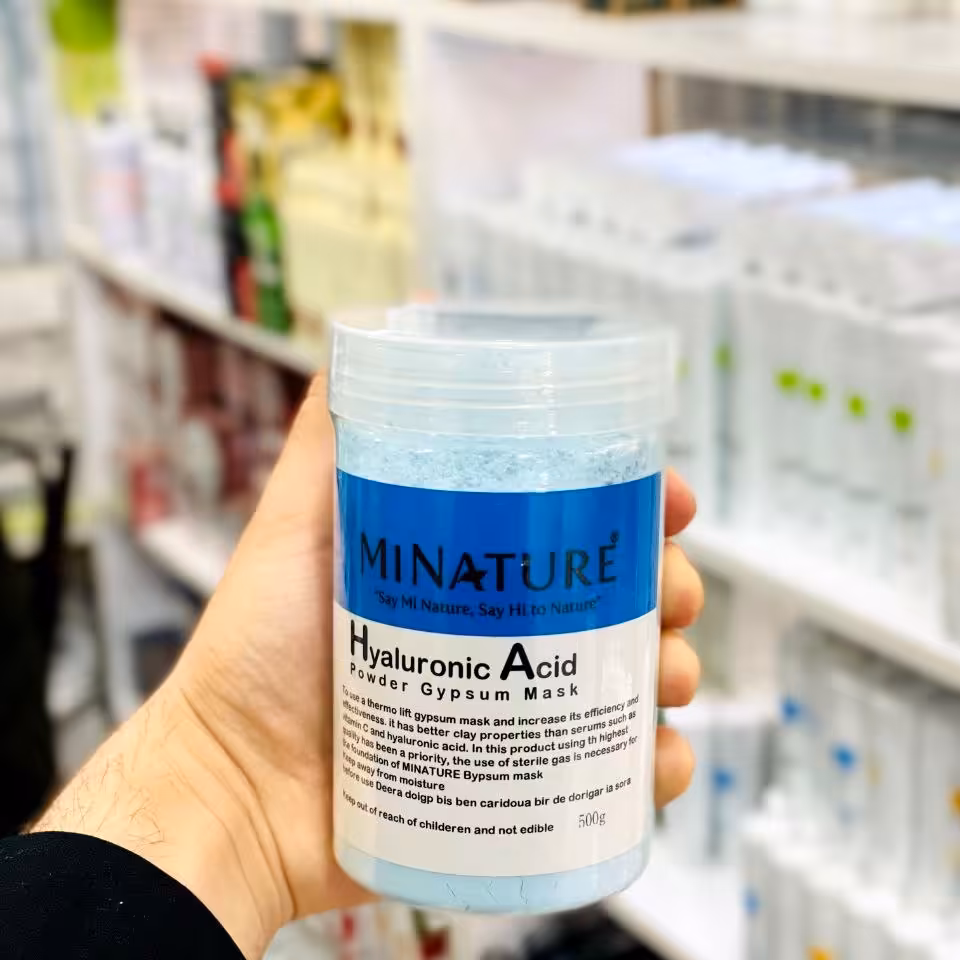 MINATURE®
"Say Mi Nature, Say Hi to Nature"
Hyaluronic Acid
Powder Gypsum Mask
To use a thermo lift gypsum mask and increase its efficiency and
effectiveness. it has better clay properties than serums such as
vitamin C and hyaluronic acid. In this product using th highest
quality has been a priority, the use of sterile gas is necessary for
the foundation of MINATURE Bypsum mask
Keep away from moisture
before use Deera doigp bis ben caridoua bir de dorigar ia sora
Keep out of reach of childeren and not edible
500g